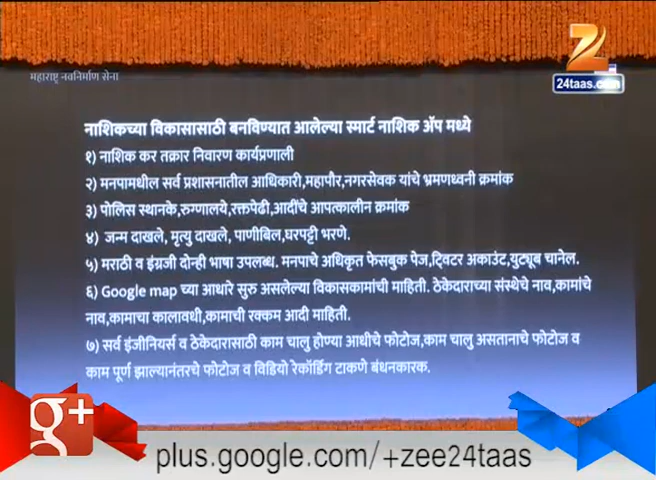 महाराष्ट्र नवनिर्माण सेना
24taas.com
नाशिकच्या विकासासाठी बनविण्यात आलेल्या स्मार्ट नाशिक ॲप मध्ये
१) नाशिक कर तक्रार निवारण कार्यप्रणाली
२) मनपामधील सर्व प्रशासनातील आधिकारी,महापौर,नगरसेवक यांचे भ्रमणध्वनी क्रमांक
३) पोलिस स्थानके,रुग्णालये,रक्तपेढी,आदींचे आपत्कालीन क्रमांक
४) जन्म दाखले, मृत्यु दाखले, पाणीबिल,घरपट्टी भरणे.
५) मराठी व इंग्रजी दोन्ही भाषा उपलब्ध. मनपाचे अधिकृत फेसबुक पेज,ट्विटर अकाउंट,युट्यूब चानेल.
६) Google map च्या आधारे सुरु असलेल्या विकासकामांची माहिती. ठेकेदाराच्या संस्थेचे नाव,कामांचे
नाव,कामाचा कालावधी,कामाची रक्कम आदी माहिती.
७) सर्व इंजीनियर्स व ठेकेदारासाठी काम चालु होण्या आधीचे फोटोज,काम चालु असतानाचे फोटोज व
काम पूर्ण झाल्यानंतरचे फोटोज व विडियो रेकॉर्डिंग टाकणे बंधनकारक.
g+
plus.google.com/+zee24taas